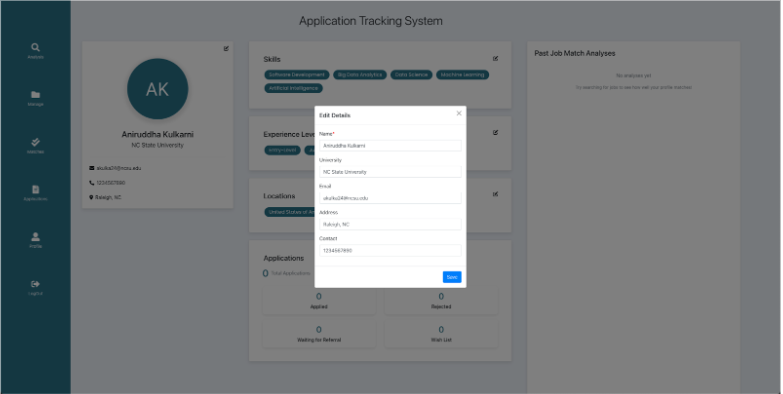 Application Tracking System
Analysis
Manage
Matches
Applications
Profile
Logout
AK
Aniruddha Kulkarni
NC State University
akulka24@ncsu.edu
1234567890
Raleigh, NC
Skills
Software Development
Big Data Analytics
Data Science
Machine Learning
Artificial Intelligence
Experience Leve
entry-level
Locations
United States of
Applications
0 Total Applications
0
Applied
0
Rejected
0
Waiting for Referral
0
Wish List
Past Job Match Analyses
No analyses yet
Edit Details
×
Name*
Aniruddha Kulkarni
University
NC State University
Email
akulka24@ncsu.edu
Address
Raleigh, NC
Contact
1234567890
Save